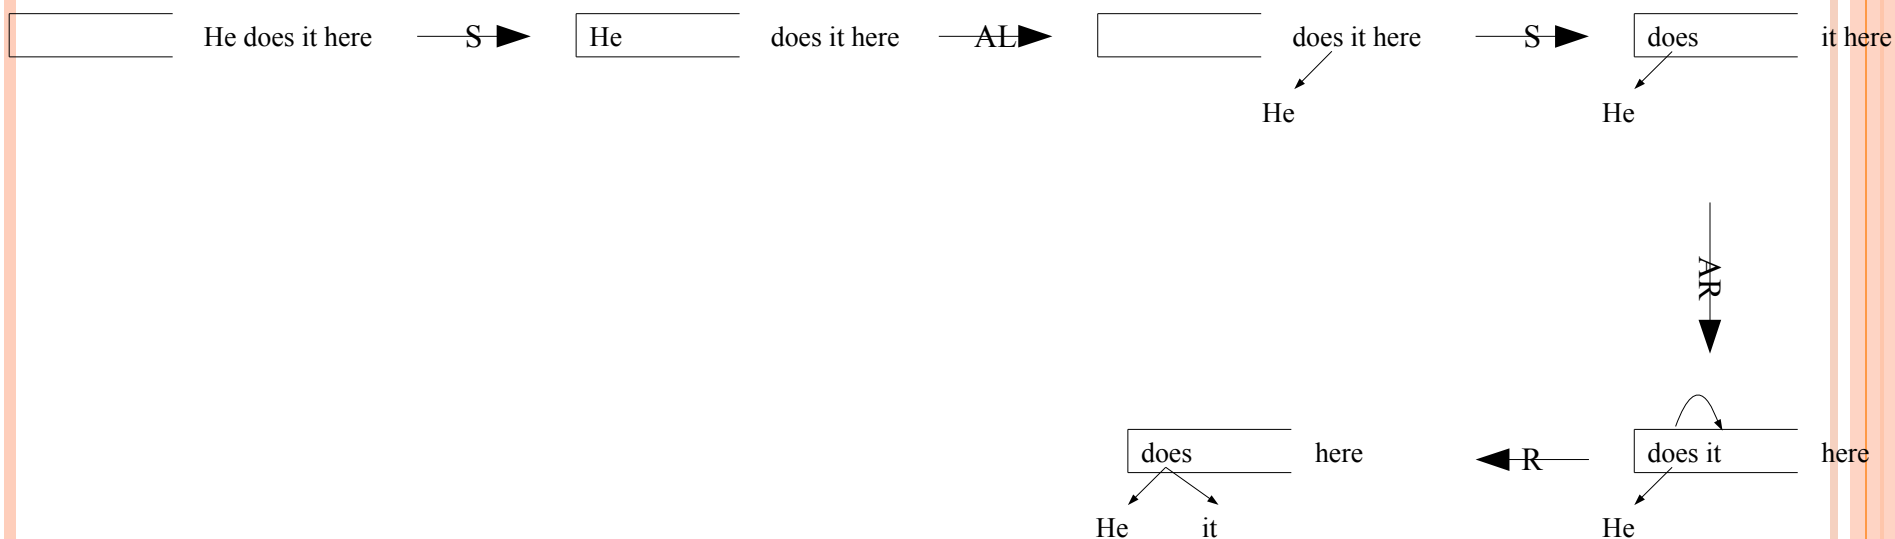 He does it here S He does it here AL does it here S does it here
He He
AR
does here R does it here
He it He